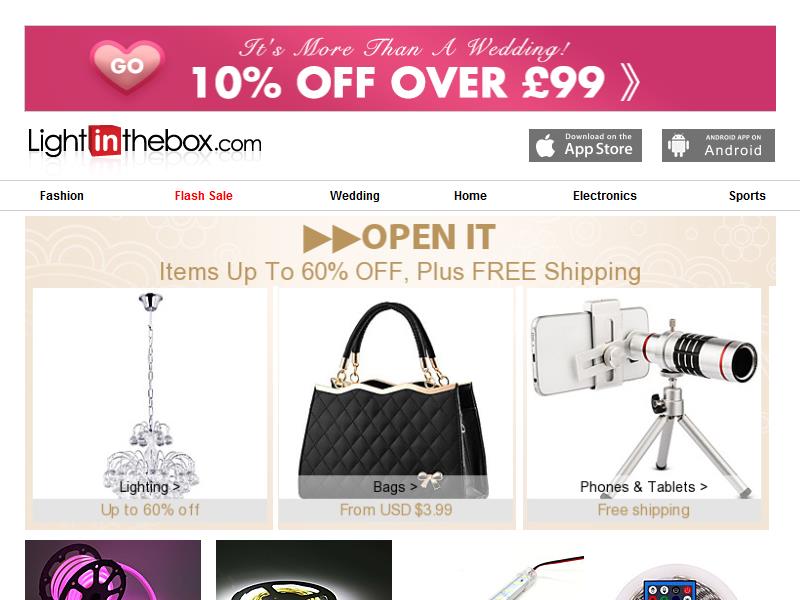 GO
It's More Than A Wedding!
10% OFF OVER £99
Lightinthebox.com
Download on the
App Store
ANDROID APP ON
Android
Fashion
Flash Sale
Wedding
Home
Electronics
Sports
▶▶OPEN IT
Items Up To 60% OFF, Plus FREE Shipping
Lighting >
Up to 60% off
Bags >
From USD $3.99
Phones & Tablets >
Free shipping